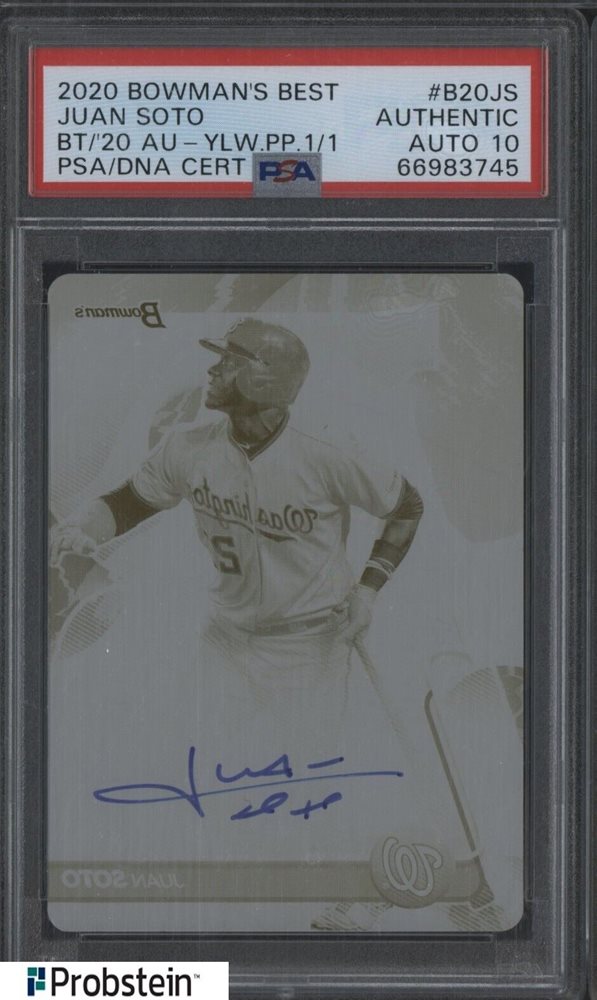 2020 BOWMAN'S BEST #B20JS
JUAN SOTO AUTHENTIC
BT/'20 AU – YLW.PP.1/1 AUTO 10
PSA/DNA CERT PSA 66983745
Bowman's
Washington
JUAN SOTO
W
Probstein™